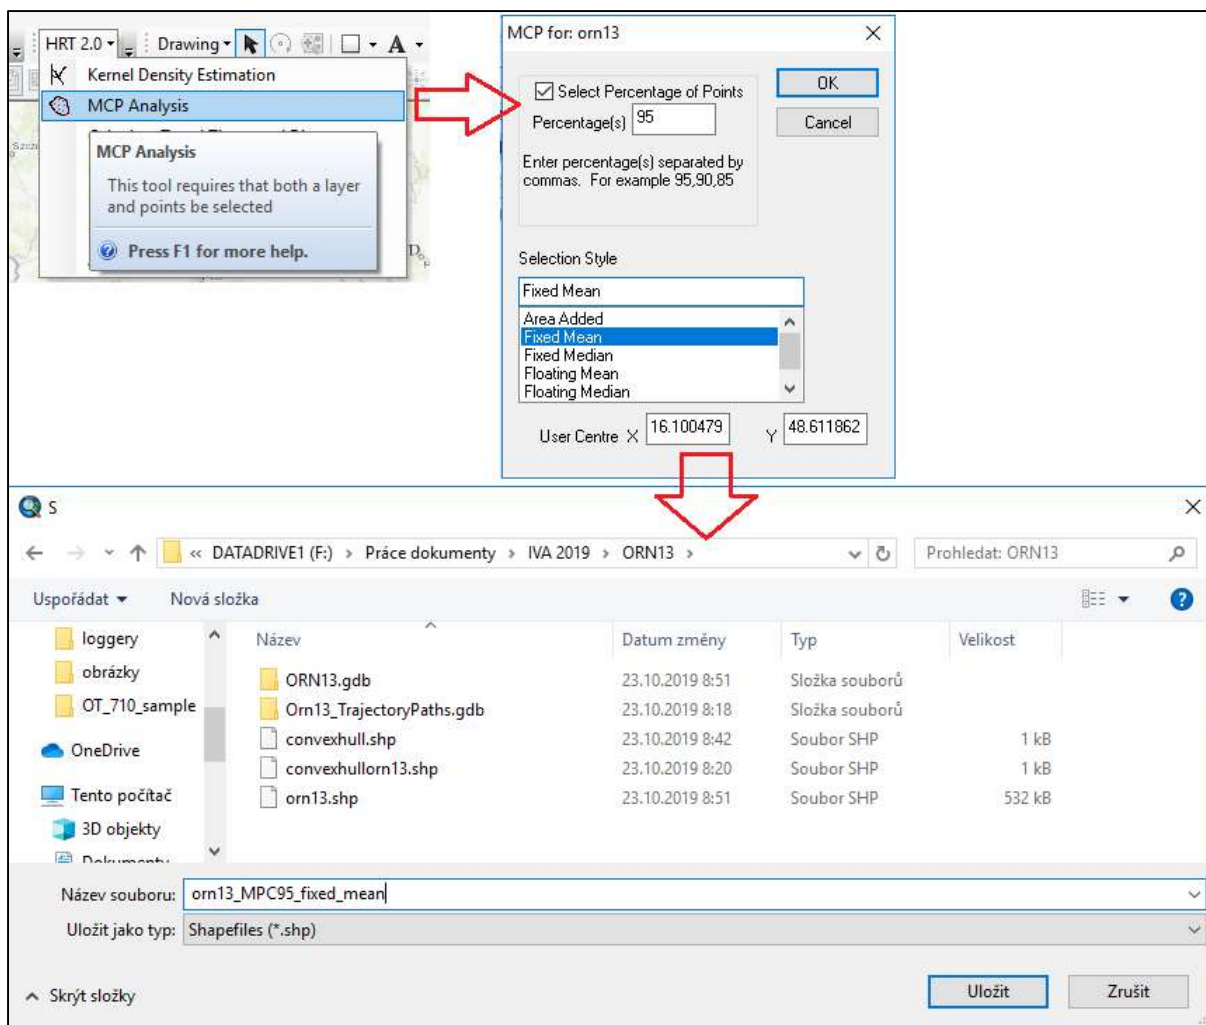 HRT 2.0
Drawing
A
Kernel Density Estimation
MCP Analysis
MCP Analysis
This tool requires that both a layer
and points be selected
Press F1 for more help.
MCP for: orn13
Select Percentage of Points
Percentage(s) 95
Enter percentage(s) separated by
commas. For example 95,90,85
OK
Cancel
Selection Style
Fixed Mean
Area Added
Fixed Mean
Fixed Median
Floating Mean
Floating Median
User Centre X 16.100479 Y 48.611862
S
« DATADRIVE1 (F:) › Práce dokumenty › IVA 2019 › ORN13 ›
Prohledat: ORN13
Uspořádat
Nová složka
loggery
obrázky
OT_710_sample
OneDrive
Tento počítač
3D objekty
Dokumenty
Název Datum změny Typ Velikost
ORN13.gdb 23.10.2019 8:51 Složka souborů
Orn13_TrajectoryPaths.gdb 23.10.2019 8:18 Složka souborů
convexhull.shp 23.10.2019 8:42 Soubor SHP 1 kB
convexhullorn13.shp 23.10.2019 8:20 Soubor SHP 1 kB
orn13.shp 23.10.2019 8:51 Soubor SHP 532 kB
Název souboru: orn13_MPC95_fixed_mean
Uložit jako typ: Shapefiles (*.shp)
Skrýt složky
Uložit
Zrušit